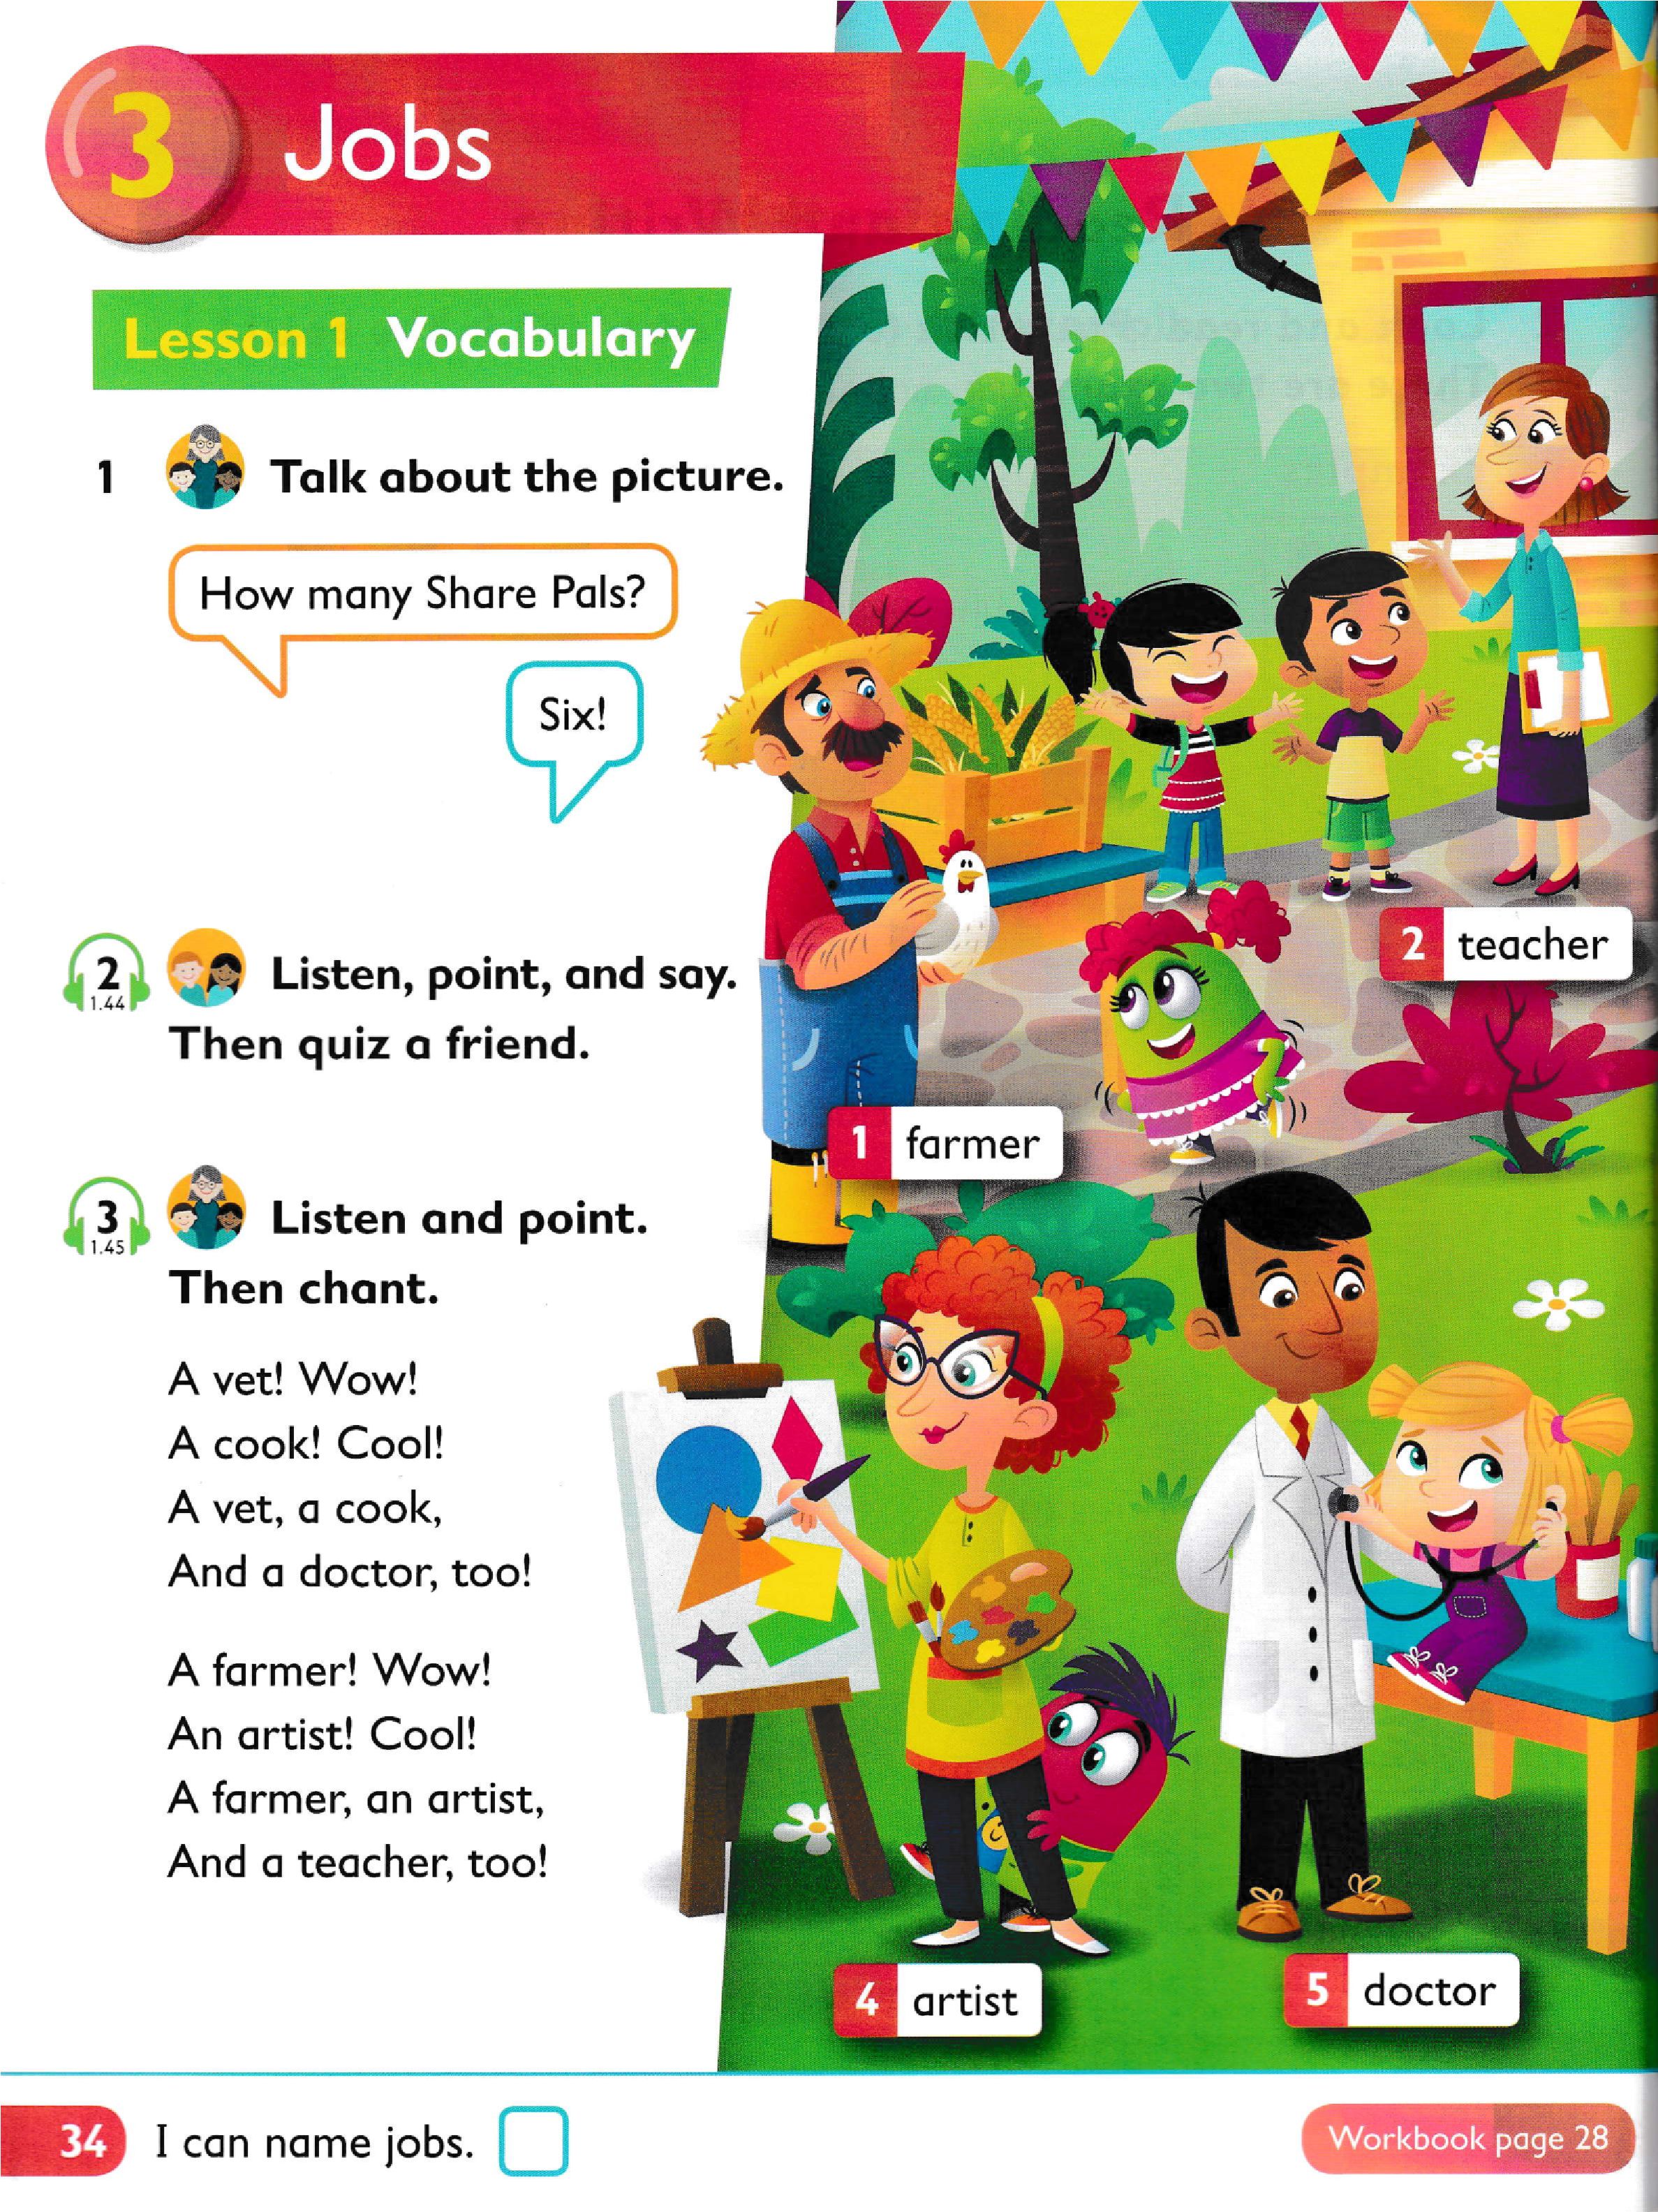 3 Jobs
Lesson 1 Vocabulary
1 Talk about the picture.
How many Share Pals?
Six!
2 Listen, point, and say.
1.44
Then quiz a friend.
3 Listen and point.
1.45
Then chant.
A vet! Wow!
A cook! Cool!
A vet, a cook,
And a doctor, too!
A farmer! Wow!
An artist! Cool!
A farmer, an artist,
And a teacher, too!
2 teacher
1 farmer
4 artist
5 doctor
34 I can name jobs.
Workbook page 28